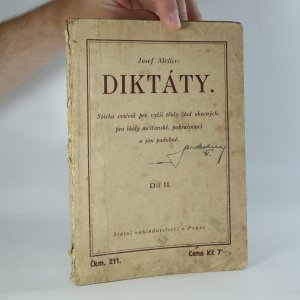 Josef Müller:
DIKTÁTY.
Sbírka cvičení pro vyšší třídy škol obecných,
pro školy měšťanské, pokračovací
a jim podobné.
Díl II.
Státní nakladatelství v Praze
Čkm. 211.
Cena Kč 7